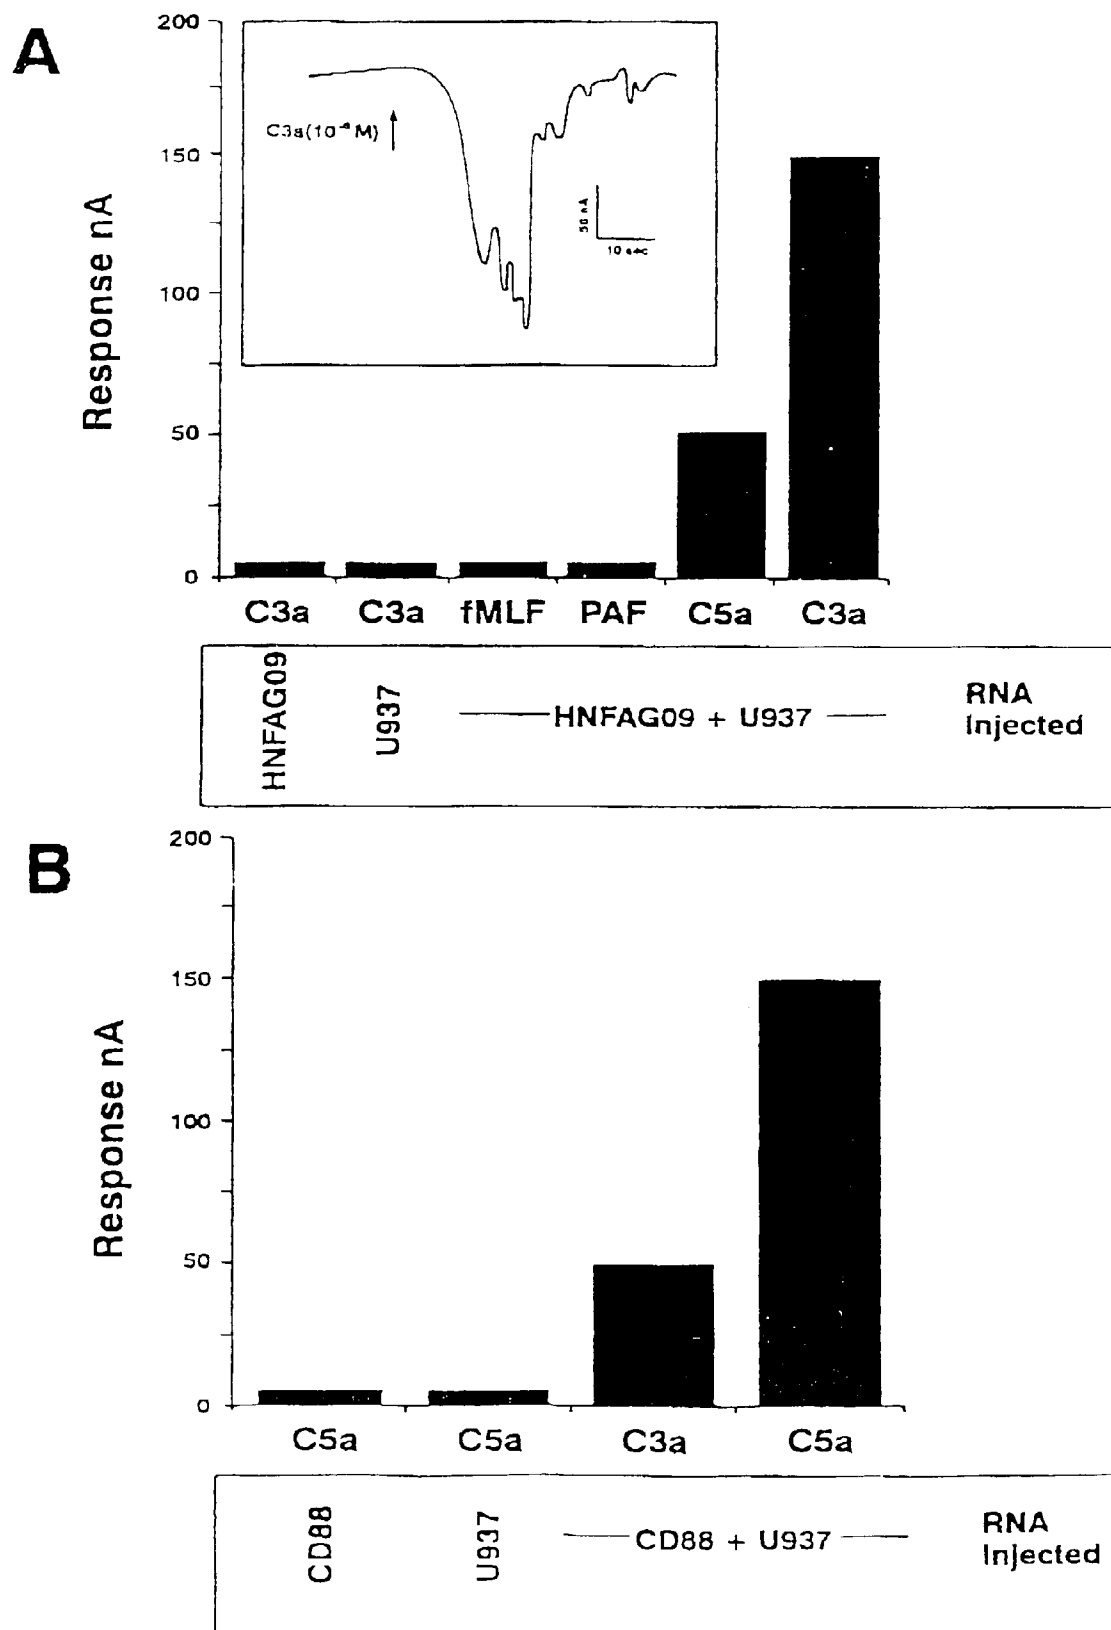 A
200
150
100
50
0
Response nA
C3a(10⁻⁶M)
50 nA
10 sec
C3a C3a fMLF PAF C5a C3a
HNFAG09
U937
HNFAG09 + U937
RNA
Injected
B
200
150
100
50
0
Response nA
C5a C5a C3a C5a
CD88
U937
CD88 + U937
RNA
Injected